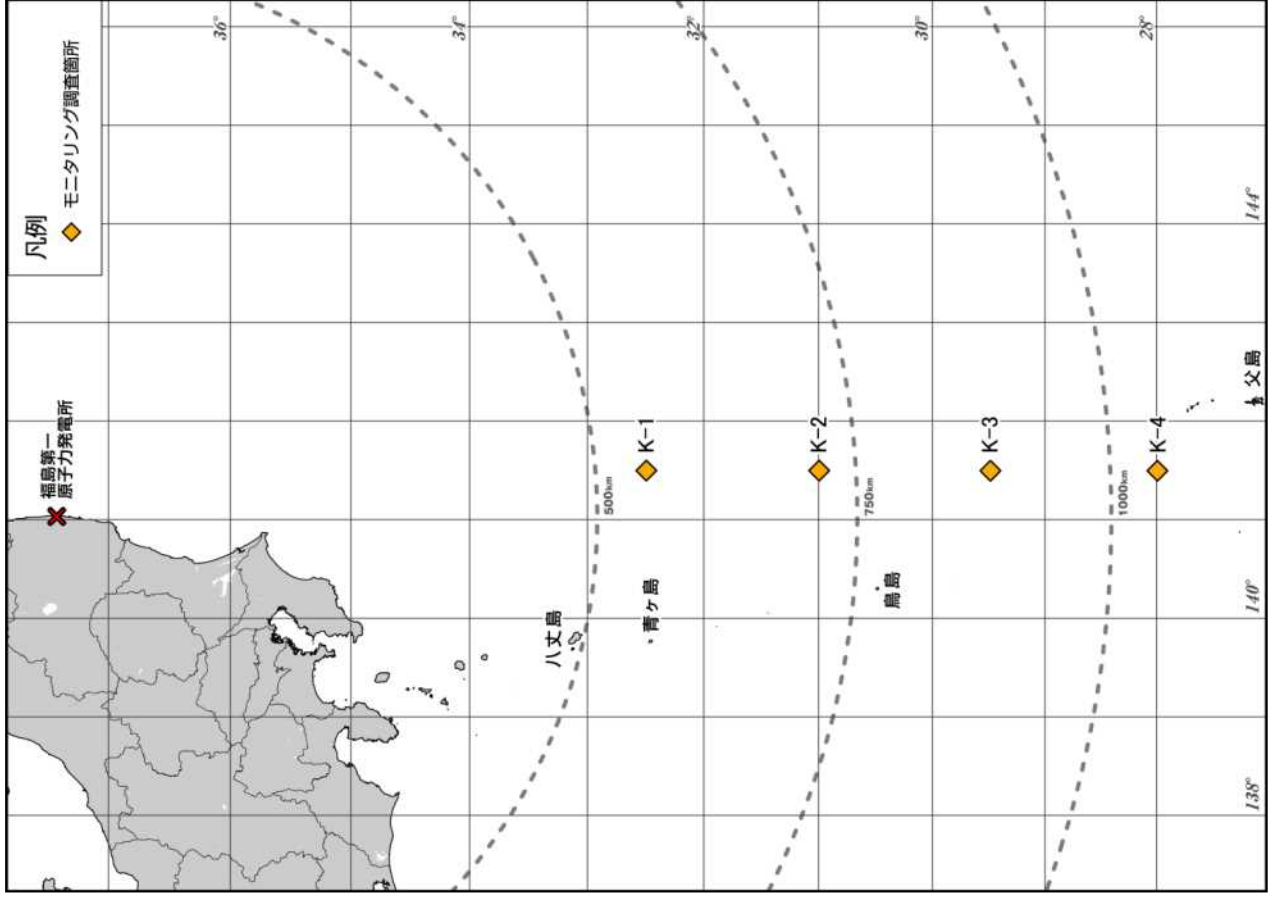 凡例
モニタリング調査箇所
福島第一
原子力発電所
36°
34°
32°
30°
28°
八丈島
500km
K-1
青ヶ島
K-2
750km
鳥島
K-3
1000km
K-4
父島
138°
140°
144°